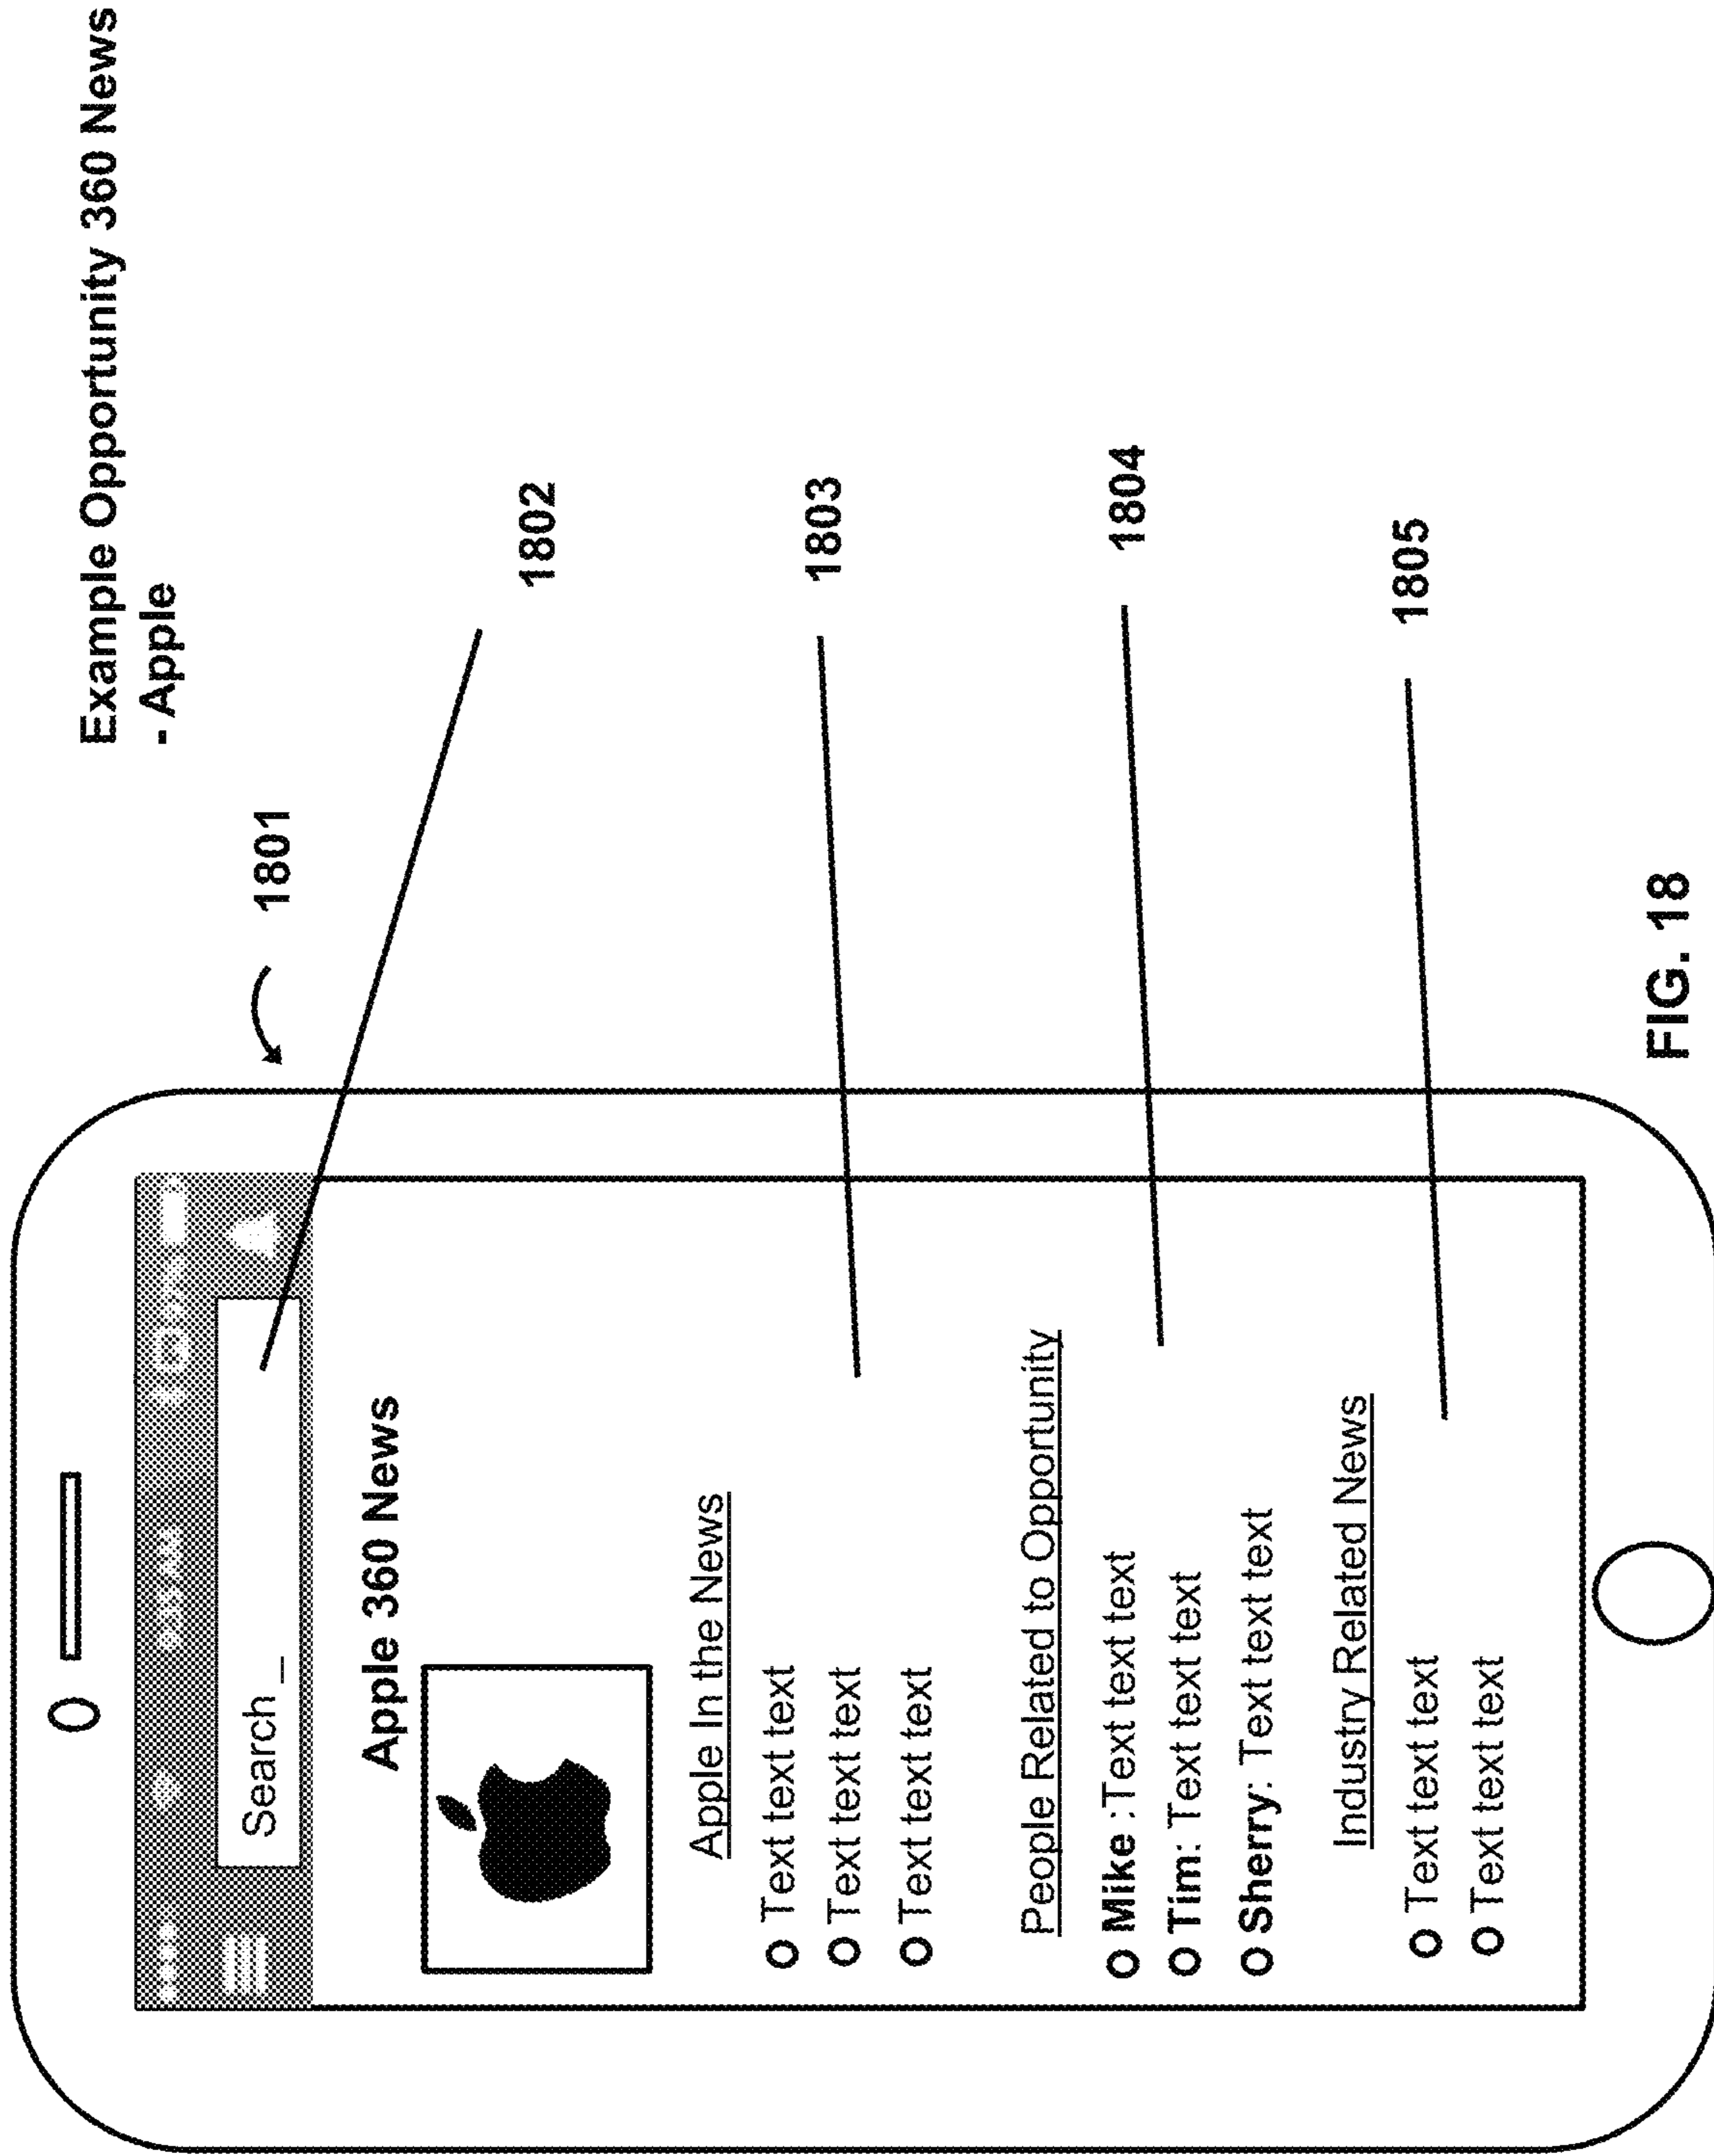 Example Opportunity 360 News
- Apple
1801
1802
Search_
Apple 360 News
Apple In the News
O Text text text
O Text text text
O Text text text
1803
People Related to Opportunity
O Mike :Text text text
O Tim: Text text text
O Sherry: Text text text
1804
Industry Related News
O Text text text
O Text text text
1805
FIG. 18